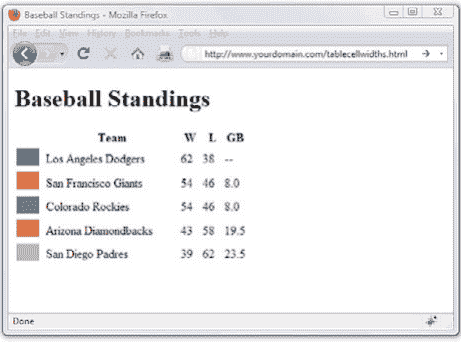 Baseball Standings - Mozilla Firefox
File Edit View History Bookmarks Tools Help
http://www.yourdomain.com/tablecellwidths.html
Baseball Standings
Team W L GB
Los Angeles Dodgers 62 38 --
San Francisco Giants 54 46 8.0
Colorado Rockies 54 46 8.0
Arizona Diamondbacks 43 58 19.5
San Diego Padres 39 62 23.5
Done